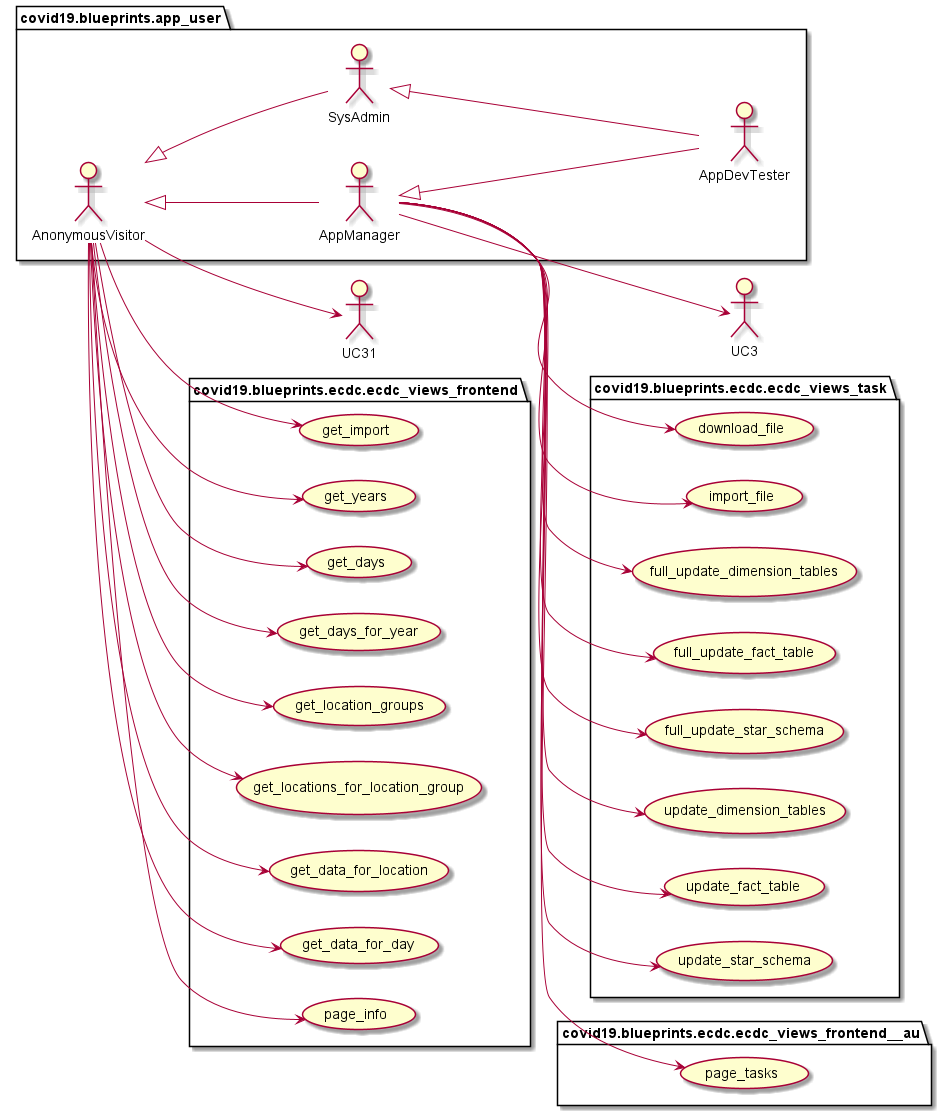 covid19.blueprints.app_user
SysAdmin
AppDevTester
AnonymousVisitor
AppManager
UC31
UC3
covid19.blueprints.ecdc.ecdc_views_frontend
get_import
get_years
get_days
get_days_for_year
get_location_groups
get_locations_for_location_group
get_data_for_location
get_data_for_day
page_info
covid19.blueprints.ecdc.ecdc_views_task
download_file
import_file
full_update_dimension_tables
full_update_fact_table
full_update_star_schema
update_dimension_tables
update_fact_table
update_star_schema
covid19.blueprints.ecdc.ecdc_views_frontend__au
page_tasks